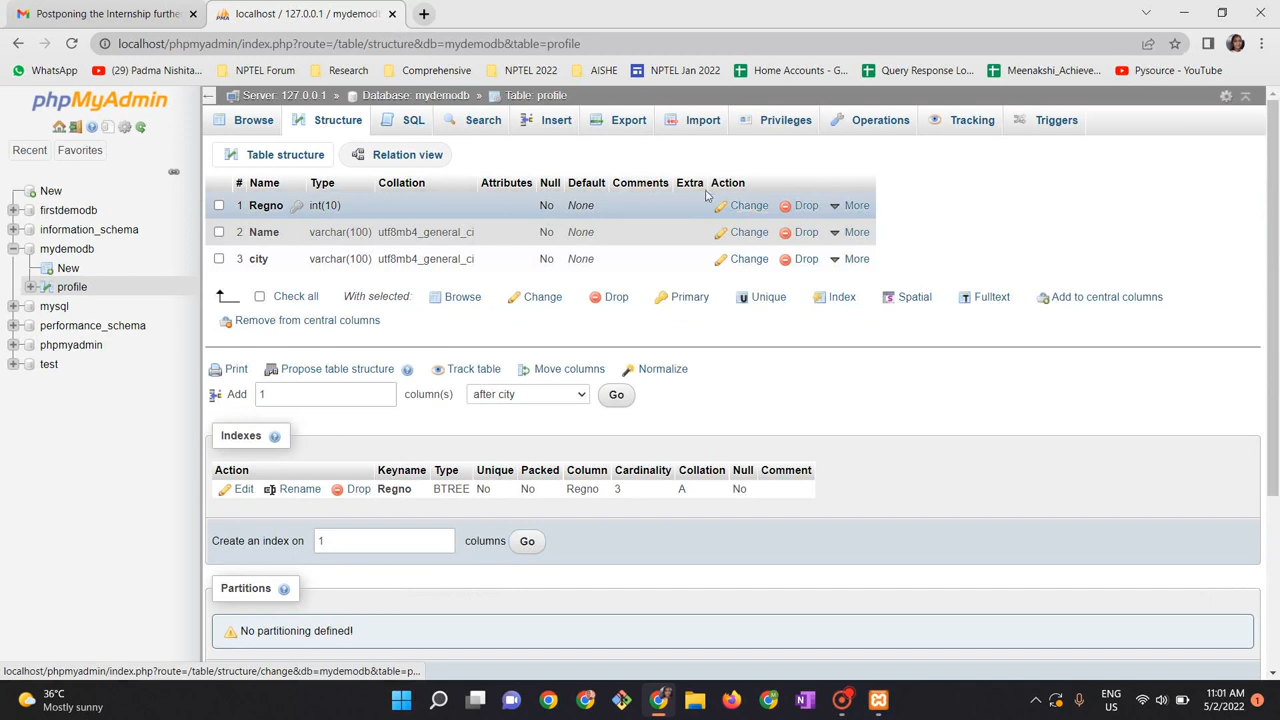 Postponing the Internship furthe
localhost / 127.0.0.1 / mydemodb
localhost/phpmyadmin/index.php?route=/table/structure&db=mydemodb&table=profile
WhatsApp
(29) Padma Nishita...
NPTEL Forms
Research
Comprehensive
NPTEL 2022
AISHE
NPTEL Jan 2022
Home Accounts - G...
Query Response Lo...
Meenakshi_Achieve...
Pysource - YouTube
phpMyAdmin
Recent
Favorites
New
firstdemodb
information_schema
mydemodb
New
profile
mysql
performance_schema
phpmyadmin
test
Server: 127.0.0.1 » Database: mydemodb » Table: profile
Browse Structure SQL Search Insert Export Import Privileges Operations Tracking Triggers
Table structure Relation view
# Name Type Collation Attributes Null Default Comments Extra Action
1 Regno int(10) No None Change Drop More
2 Name varchar(100) utf8mb4_general_ci No None Change Drop More
3 city varchar(100) utf8mb4_general_ci No None Change Drop More
Check all With selected: Browse Change Drop Primary Unique Index Spatial Fulltext Add to central columns
Remove from central columns
Print Propose table structure Track table Move columns Normalize
Add 1 column(s) after city Go
Indexes
Action Keyname Type Unique Packed Column Cardinality Collation Null Comment
Edit Rename Drop Regno BTREE No No Regno 3 A No
Create an index on 1 columns Go
Partitions
No partitioning defined!
localhost/phpmyadmin/index.php?route=/table/structure/change&db=mydemodb&table=p...
36°C
Mostly sunny
ENG
US
11:01 AM
5/2/2022
1